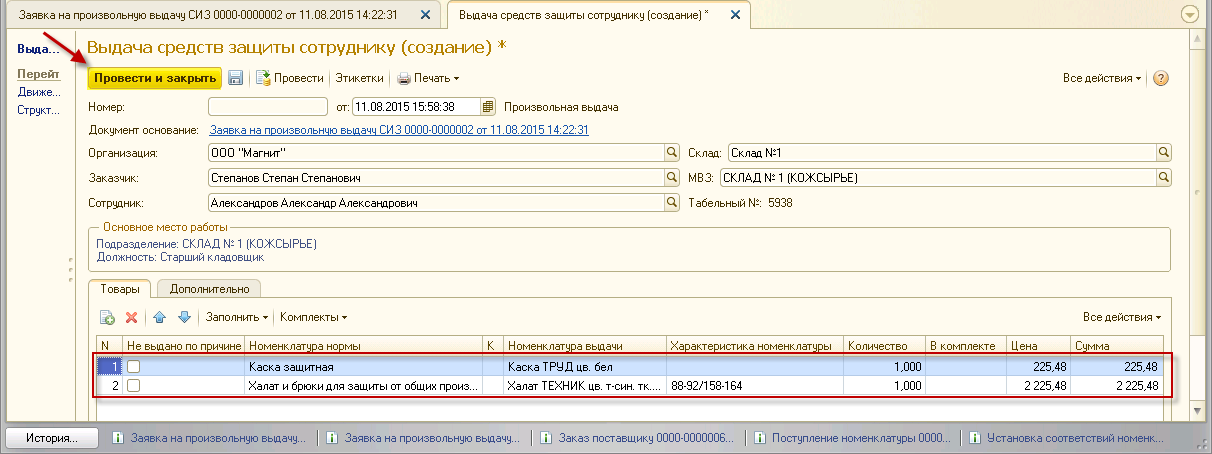 Заявка на произвольную выдачу СИЗ 0000-0000002 от 11.08.2015 14:22:31
Выдача средств защиты сотруднику (создание) *
Выда...
Перейт
Движе...
Структ...
Выдача средств защиты сотруднику (создание) *
Провести и закрыть Провести Этикетки Печать Все действия ?
Номер: от: 11.08.2015 15:58:38 Произвольная выдача
Документ основание: Заявка на произвольную выдачу СИЗ 0000-0000002 от 11.08.2015 14:22:31
Организация: ООО "Магнит" Склад: Склад №1
Заказчик: Степанов Степан Степанович МВЗ: СКЛАД № 1 (КОЖСЫРЬЕ)
Сотрудник: Александров Александр Александрович Табельный №: 5938
Основное место работы
Подразделение: СКЛАД № 1 (КОЖСЫРЬЕ)
Должность: Старший кладовщик
Товары Дополнительно
Заполнить Комплекты Все действия
N Не выдано по причине Номенклатура нормы К Номенклатура выдачи Характеристика номенклатуры Количество В комплекте Цена Сумма
1 Каска защитная Каска ТРУД цв. бел 1,000 225,48 225,48
2 Халат и брюки для защиты от общих произ... Халат ТЕХНИК цв. т-син. тк.... 88-92/158-164 1,000 2 225,48 2 225,48
История... Заявка на произвольную выдачу... Заявка на произвольную выдачу... Заказ поставщику 0000-0000006... Поступление номенклатуры 0000... Установка соответствий номенк...